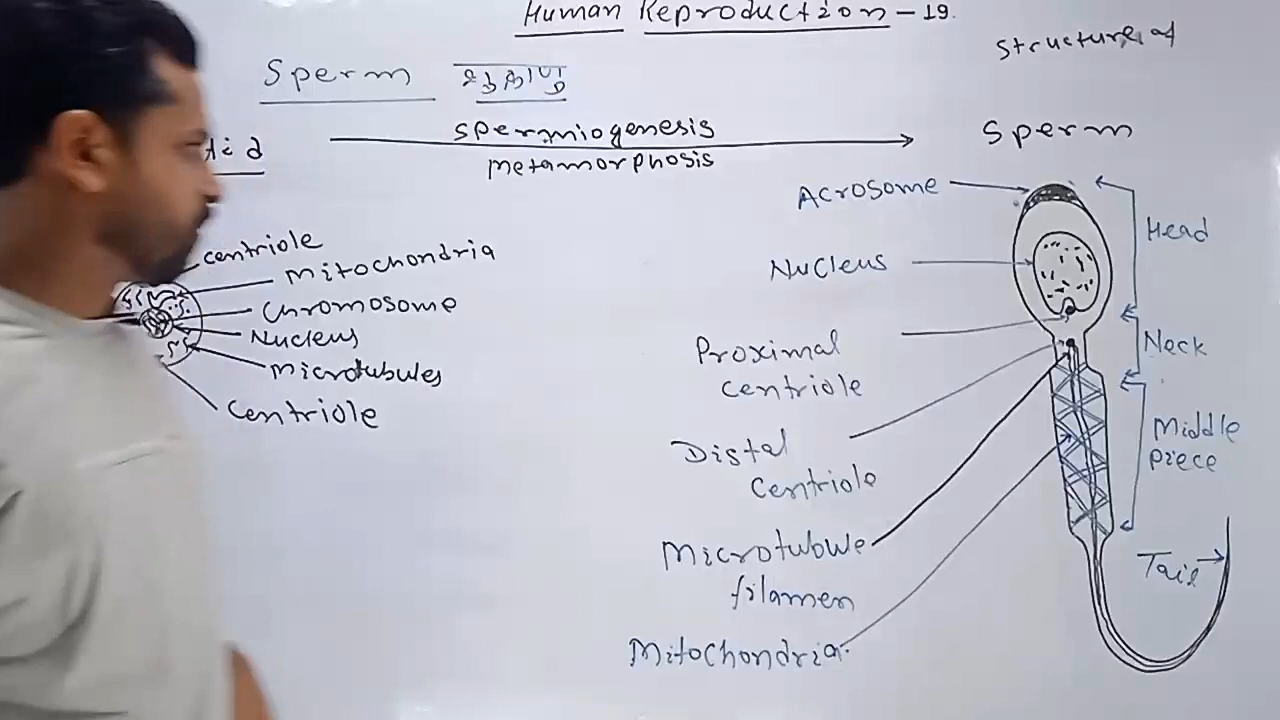 Human Reproduction - 19.
Structure of
Sperm
Sperm
spermiogenesis
metamorphosis
tid
Acrosome
Head
Nucleus
centriole
Mitochondria
Chromosome
Nucleus
Microtubules
Centriole
Proximal
centriole
Neck
Distal
Centriole
Middle
piece
Microtubule
filamen
Tail
Mitochondria